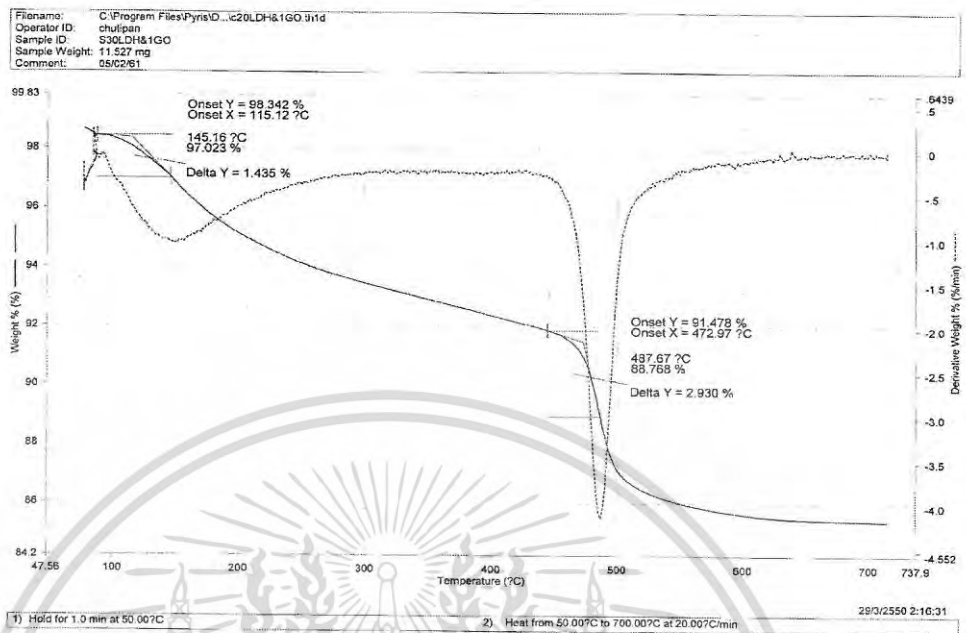 Filename: C:\Program Files\Pyris\D...\c20LDH&1GO.th1d
Operator ID: chutipan
Sample ID: S30LDH&1GO
Sample Weight: 11.527 mg
Comment: 05/02/61
99.83
98
96
94
92
90
88
86
84.2
Weight % (%)
Onset Y = 98.342 %
Onset X = 115.12 ?C
145.16 ?C
97.023 %
Delta Y = 1.435 %
Onset Y = 91.478 %
Onset X = 472.97 ?C
487.67 ?C
88.768 %
Delta Y = 2.930 %
.6439
.5
0
-.5
-1.0
-1.5
-2.0
-2.5
-3.0
-3.5
-4.0
-4.552
Derivative Weight % (%/min)
47.56 100 200 300 400 500 600 700 737.9
Temperature (?C)
29/3/2550 2:16:31
1) Hold for 1.0 min at 50.00?C 2) Heat from 50.00?C to 700.00?C at 20.00?C/min